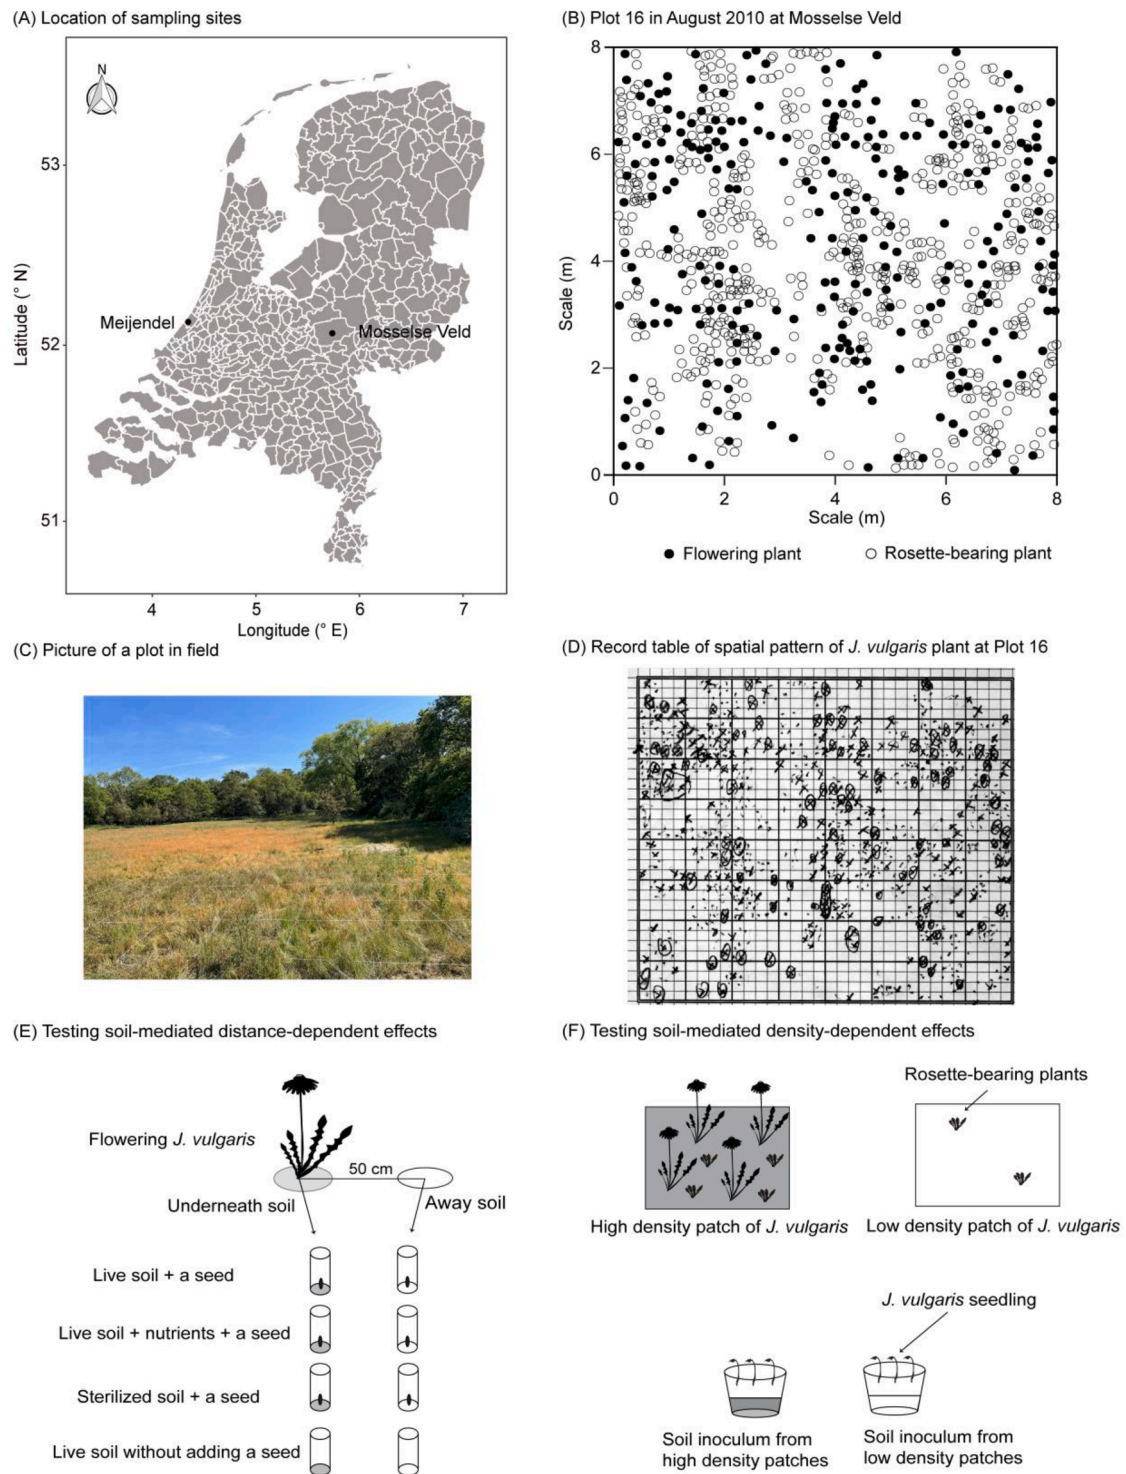 (A) Location of sampling sites
N
53
52
51
Latitude (° N)
Meijendel
Mosselse Veld
4 5 6 7
Longitude (° E)
(B) Plot 16 in August 2010 at Mosselse Veld
8
6
4
2
0
Scale (m)
0 2 4 6 8
Scale (m)
Flowering plant
Rosette-bearing plant
(C) Picture of a plot in field
(D) Record table of spatial pattern of J. vulgaris plant at Plot 16
(E) Testing soil-mediated distance-dependent effects
Flowering J. vulgaris
50 cm
Underneath soil
Away soil
Live soil + a seed
Live soil + nutrients + a seed
Sterilized soil + a seed
Live soil without adding a seed
(F) Testing soil-mediated density-dependent effects
Rosette-bearing plants
High density patch of J. vulgaris
Low density patch of J. vulgaris
J. vulgaris seedling
Soil inoculum from
high density patches
Soil inoculum from
low density patches